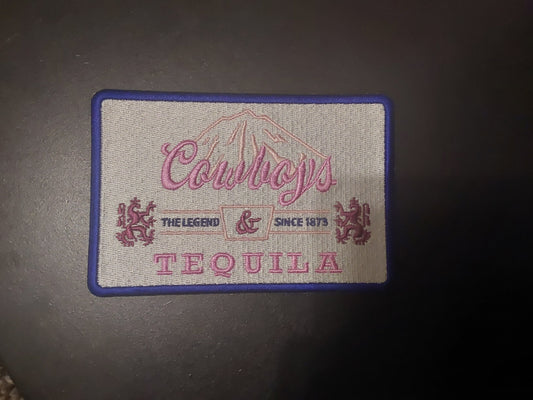 Cowboys
THE LEGEND & SINCE 1873
TEQUILA